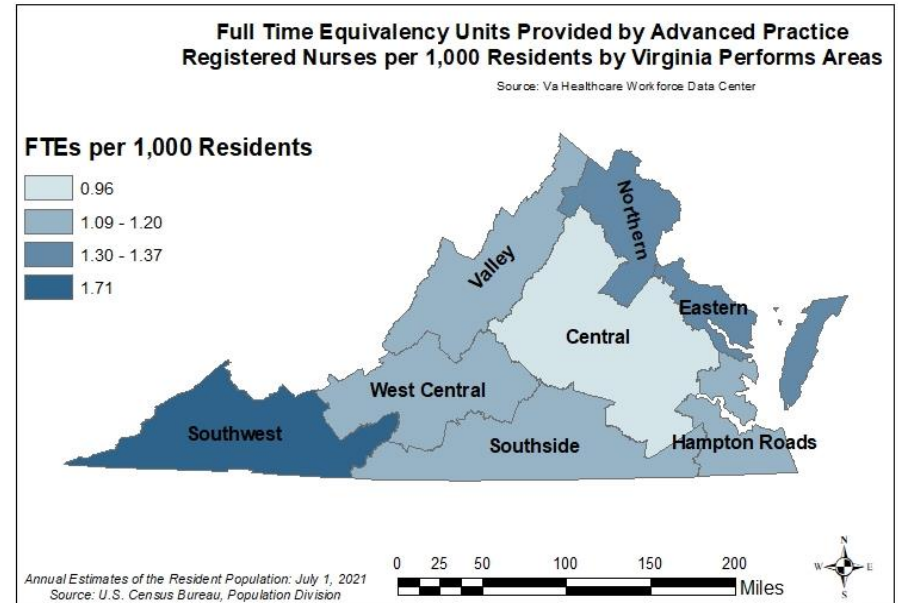 Full Time Equivalency Units Provided by Advanced Practice
Registered Nurses per 1,000 Residents by Virginia Performs Areas
Source: Va Healthcare Work force Data Center
FTEs per 1,000 Residents
0.96
1.09 - 1.20
1.30 - 1.37
1.71
Northern
Valley
Eastern
Central
West Central
Southwest
Southside
Hampton Roads
Annual Estimates of the Resident Population: July 1, 2021
Source: U.S. Census Bureau, Population Division
0 25 50 100 150 200
Miles
N
W E
S